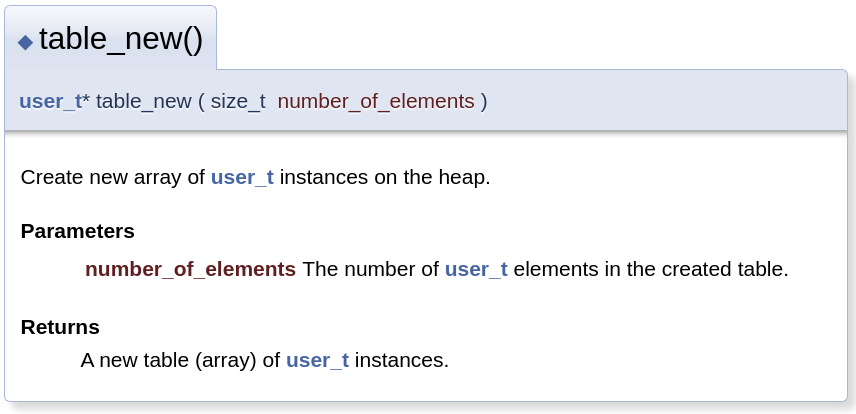 ◆ table_new()
user_t* table_new ( size_t number_of_elements )
Create new array of user_t instances on the heap.
Parameters
number_of_elements The number of user_t elements in the created table.
Returns
A new table (array) of user_t instances.